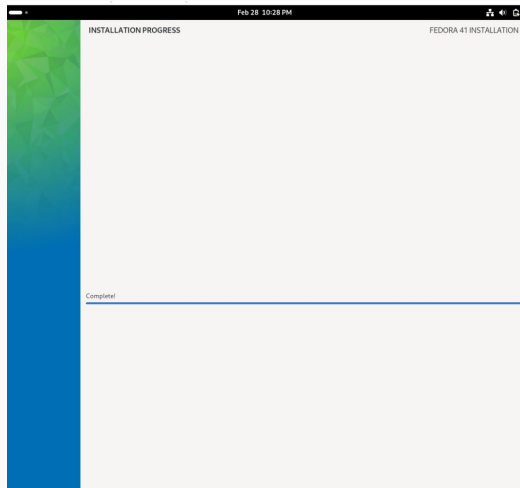 Feb 28 10:28 PM
INSTALLATION PROGRESS
FEDORA 41 INSTALLATION
Complete!